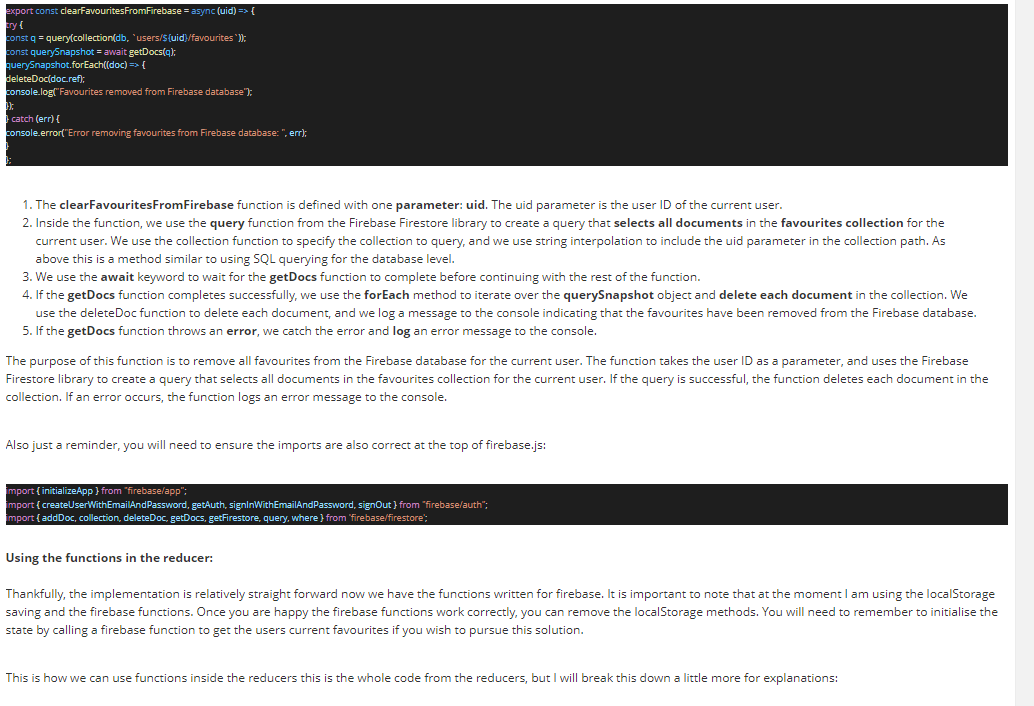 export const clearFavouritesFromFirebase = async (uid) => {
try {
const q = query(collection(db, `users/${uid}/favourites`));
const querySnapshot = await getDocs(q);
querySnapshot.forEach((doc) => {
deleteDoc(doc.ref);
console.log("Favourites removed from Firebase database");
});
} catch (err) {
console.error("Error removing favourites from Firebase database: ", err);
}
};
1. The clearFavouritesFromFirebase function is defined with one parameter: uid. The uid parameter is the user ID of the current user.
2. Inside the function, we use the query function from the Firebase Firestore library to create a query that selects all documents in the favourites collection for the
current user. We use the collection function to specify the collection to query, and we use string interpolation to include the uid parameter in the collection path. As
above this is a method similar to using SQL querying for the database level.
3. We use the await keyword to wait for the getDocs function to complete before continuing with the rest of the function.
4. If the getDocs function completes successfully, we use the forEach method to iterate over the querySnapshot object and delete each document in the collection. We
use the deleteDoc function to delete each document, and we log a message to the console indicating that the favourites have been removed from the Firebase database.
5. If the getDocs function throws an error, we catch the error and log an error message to the console.
The purpose of this function is to remove all favourites from the Firebase database for the current user. The function takes the user ID as a parameter, and uses the Firebase
Firestore library to create a query that selects all documents in the favourites collection for the current user. If the query is successful, the function deletes each document in the
collection. If an error occurs, the function logs an error message to the console.
Also just a reminder, you will need to ensure the imports are also correct at the top of firebase.js:
import { initializeApp } from "firebase/app";
import { createUserWithEmailAndPassword, getAuth, signInWithEmailAndPassword, signOut } from "firebase/auth";
import { addDoc, collection, deleteDoc, getDocs, getFirestore, query, where } from 'firebase/firestore';
Using the functions in the reducer:
Thankfully, the implementation is relatively straight forward now we have the functions written for firebase. It is important to note that at the moment I am using the localStorage
saving and the firebase functions. Once you are happy the firebase functions work correctly, you can remove the localStorage methods. You will need to remember to initialise the
state by calling a firebase function to get the users current favourites if you wish to pursue this solution.
This is how we can use functions inside the reducers this is the whole code from the reducers, but I will break this down a little more for explanations: